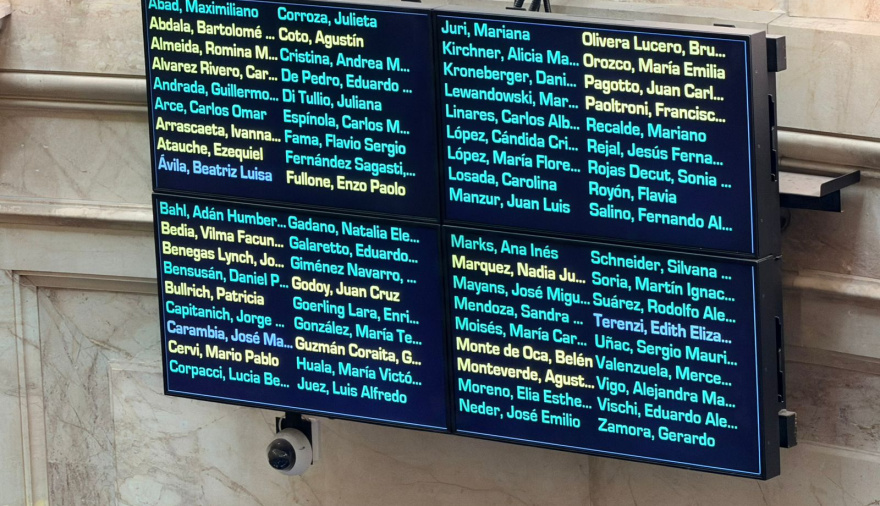 Abad, Maximiliano
Abdala, Bartolomé ...
Almeida, Romina M...
Alvarez Rivero, Car...
Andrada, Guillermo...
Arce, Carlos Omar
Arrascaeta, Ivanna...
Atauche, Ezequiel
Ávila, Beatriz Luisa
Corroza, Julieta
Coto, Agustín
Cristina, Andrea M...
De Pedro, Eduardo ...
Di Tullio, Juliana
Espínola, Carlos M...
Fama, Flavio Sergio
Fernández Sagasti,...
Fullone, Enzo Paolo
Juri, Mariana
Kirchner, Alicia Ma...
Kroneberger, Dani...
Lewandowski, Mar...
Linares, Carlos Alb...
López, Cándida Cri...
López, María Flore...
Losada, Carolina
Manzur, Juan Luis
Olivera Lucero, Bru...
Orozco, María Emilia
Pagotto, Juan Carl...
Paoltroni, Francisc...
Recalde, Mariano
Rejal, Jesús Ferna...
Rojas Decut, Sonia ...
Royón, Flavia
Salino, Fernando Al...
Bahl, Adán Humber...
Bedia, Vilma Facun...
Benegas Lynch, Jo...
Bensusán, Daniel P...
Bullrich, Patricia
Capitanich, Jorge ...
Carambia, José Ma...
Cervi, Mario Pablo
Corpacci, Lucia Be...
Gadano, Natalia Ele...
Galaretto, Eduardo...
Giménez Navarro, ...
Godoy, Juan Cruz
Goerling Lara, Enri...
González, María Te...
Guzmán Coraita, G...
Huala, María Victó...
Juez, Luis Alfredo
Marks, Ana Inés
Marquez, Nadia Ju...
Mayans, José Migu...
Mendoza, Sandra ...
Moisés, María Car...
Monte de Oca, Belén
Monteverde, Agust...
Moreno, Elia Esthe...
Neder, José Emilio
Schneider, Silvana ...
Soria, Martín Ignac...
Suárez, Rodolfo Ale...
Terenzi, Edith Eliza...
Uñac, Sergio Mauri...
Valenzuela, Merce...
Vigo, Alejandra Ma...
Vischi, Eduardo Ale...
Zamora, Gerardo